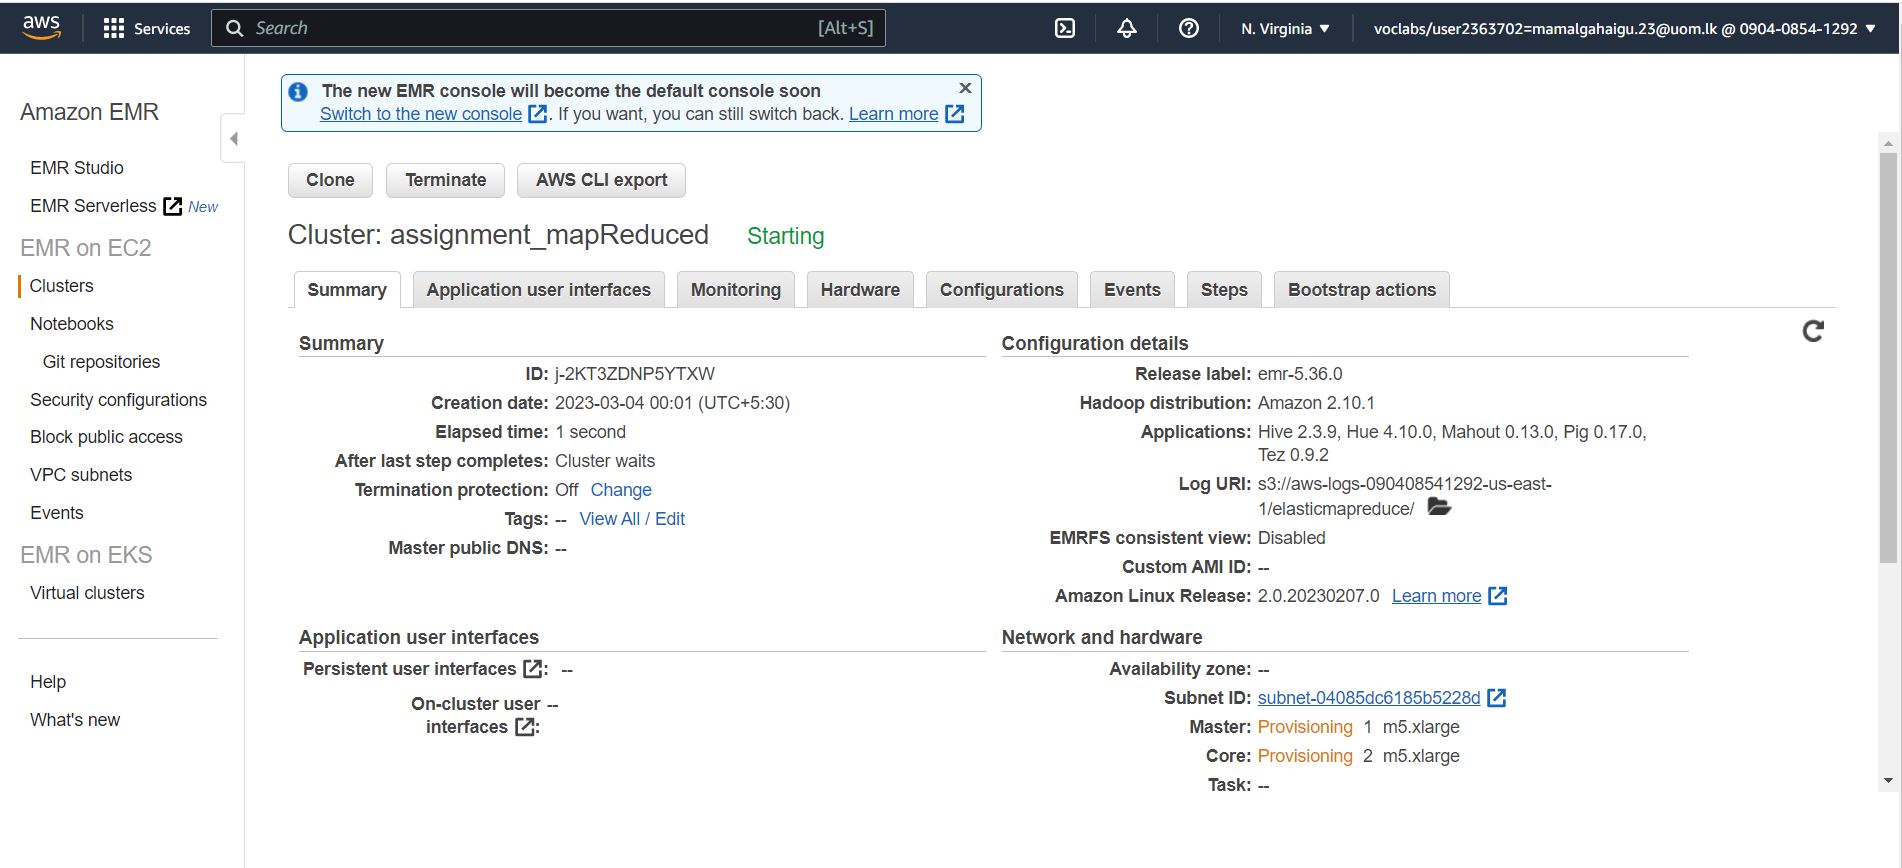 aws
Services
Search [Alt+S]
N. Virginia ▼
voclabs/user2363702=mamalgahaigu.23@uom.lk @ 0904-0854-1292 ▼
Amazon EMR
EMR Studio
EMR Serverless New
EMR on EC2
Clusters
Notebooks
Git repositories
Security configurations
Block public access
VPC subnets
Events
EMR on EKS
Virtual clusters
Help
What's new
The new EMR console will become the default console soon
Switch to the new console. If you want, you can still switch back. Learn more
Clone Terminate AWS CLI export
Cluster: assignment_mapReduced Starting
Summary Application user interfaces Monitoring Hardware Configurations Events Steps Bootstrap actions
Summary
ID: j-2KT3ZDNP5YTXW
Creation date: 2023-03-04 00:01 (UTC+5:30)
Elapsed time: 1 second
After last step completes: Cluster waits
Termination protection: Off Change
Tags: -- View All / Edit
Master public DNS: --
Configuration details
Release label: emr-5.36.0
Hadoop distribution: Amazon 2.10.1
Applications: Hive 2.3.9, Hue 4.10.0, Mahout 0.13.0, Pig 0.17.0,
Tez 0.9.2
Log URI: s3://aws-logs-090408541292-us-east-
1/elasticmapreduce/
EMRFS consistent view: Disabled
Custom AMI ID: --
Amazon Linux Release: 2.0.20230207.0 Learn more
Application user interfaces
Persistent user interfaces : --
On-cluster user --
interfaces :
Network and hardware
Availability zone: --
Subnet ID: subnet-04085dc6185b5228d
Master: Provisioning 1 m5.xlarge
Core: Provisioning 2 m5.xlarge
Task: --